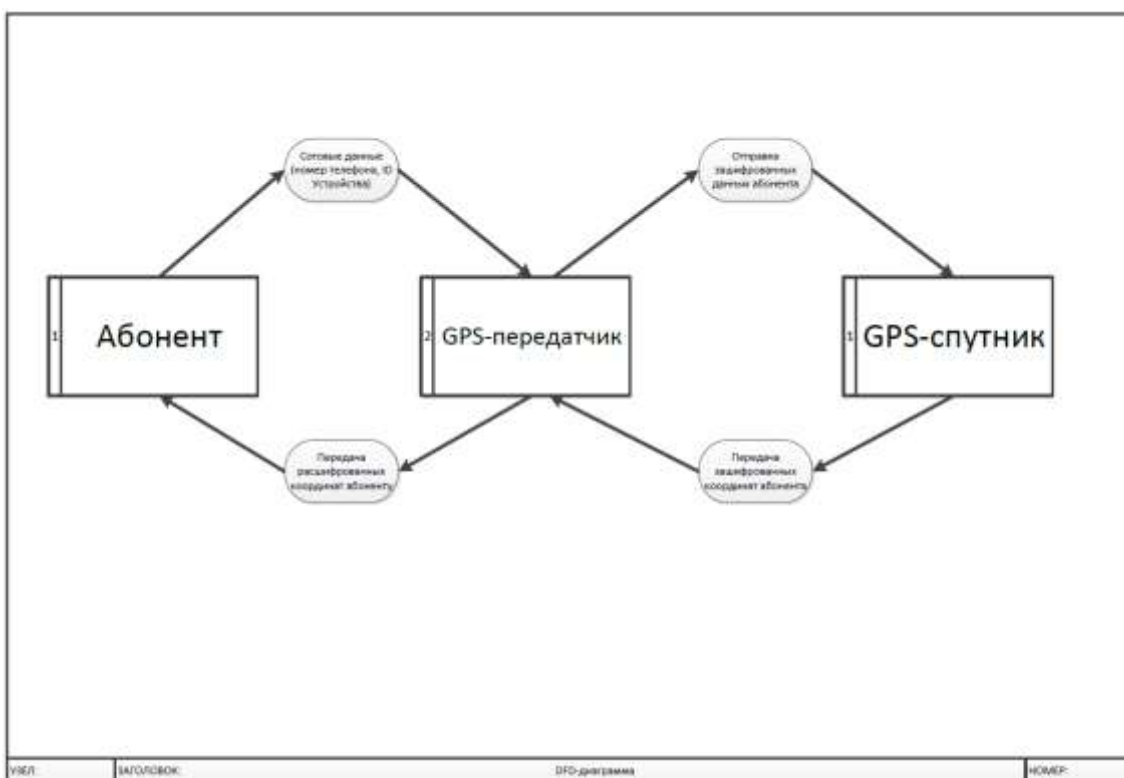 Сотовые данные
(номер телефона, ID
Устройства)
Отправка
зашифрованных
данных абонента
1
Абонент
2
GPS-передатчик
1
GPS-спутник
Передача
расшифрованных
координат абоненту
Передача
зашифрованных
координат абонента
УЗЕЛ:
ЗАГОЛОВОК:
DFD-диаграмма
НОМЕР: